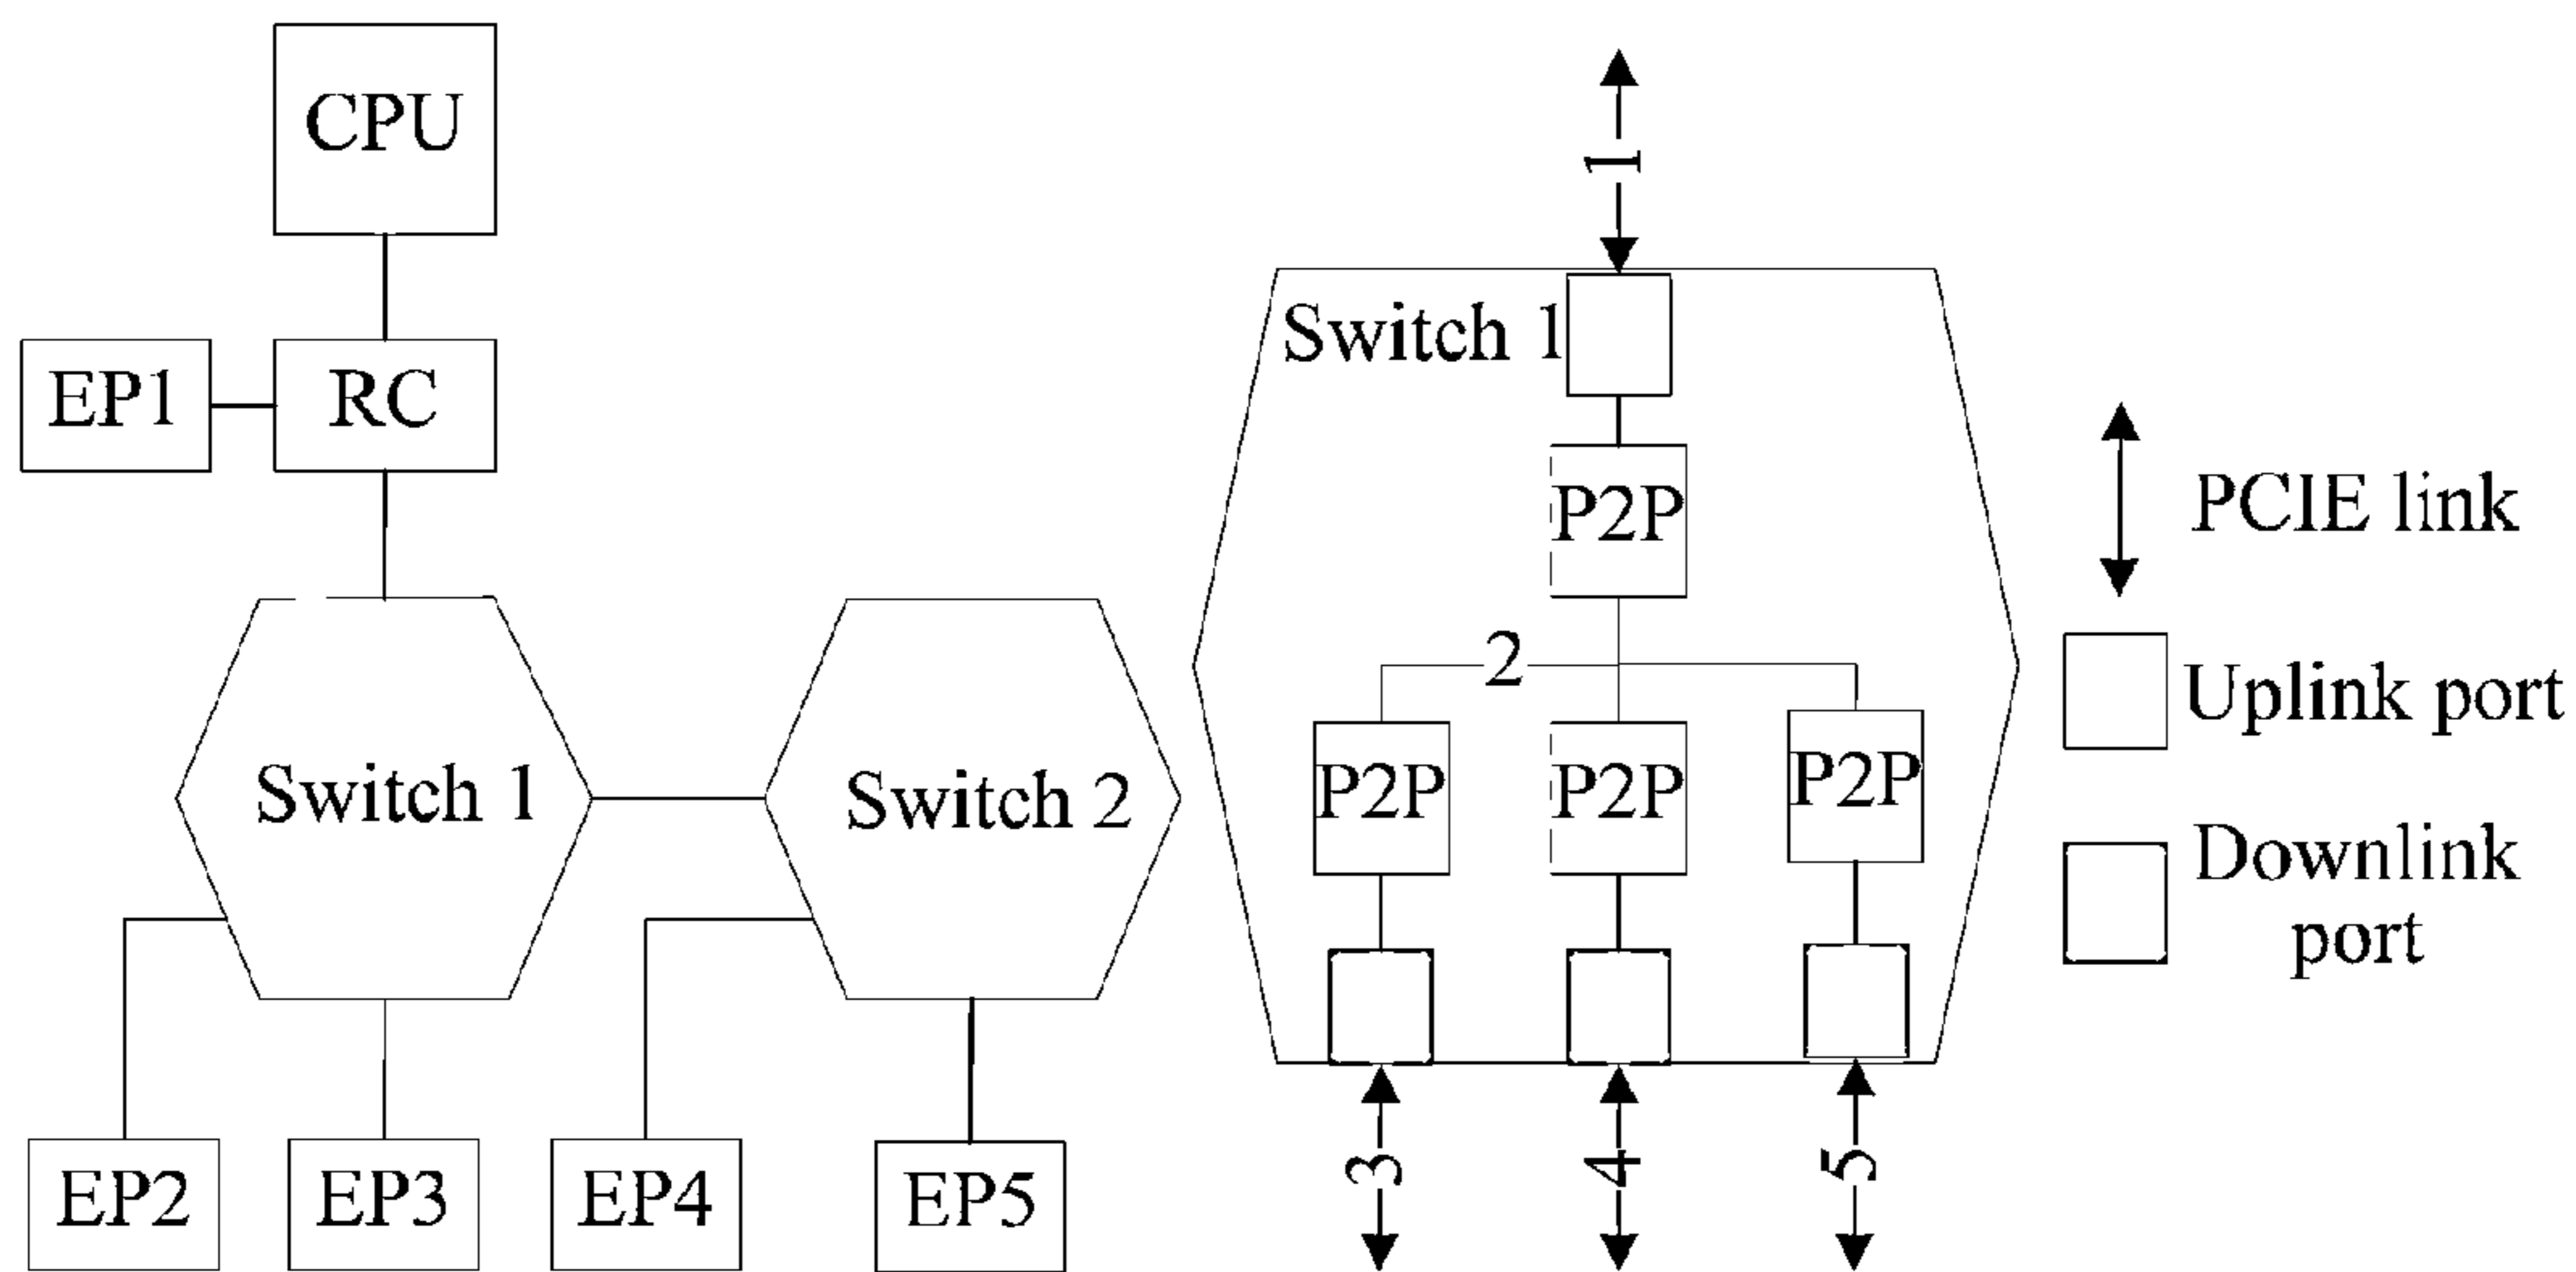 CPU
EP1
RC
Switch 1
Switch 2
EP2
EP3
EP4
EP5
1
Switch 1
P2P
2
P2P
P2P
P2P
3
4
5
PCIE link
Uplink port
Downlink
port